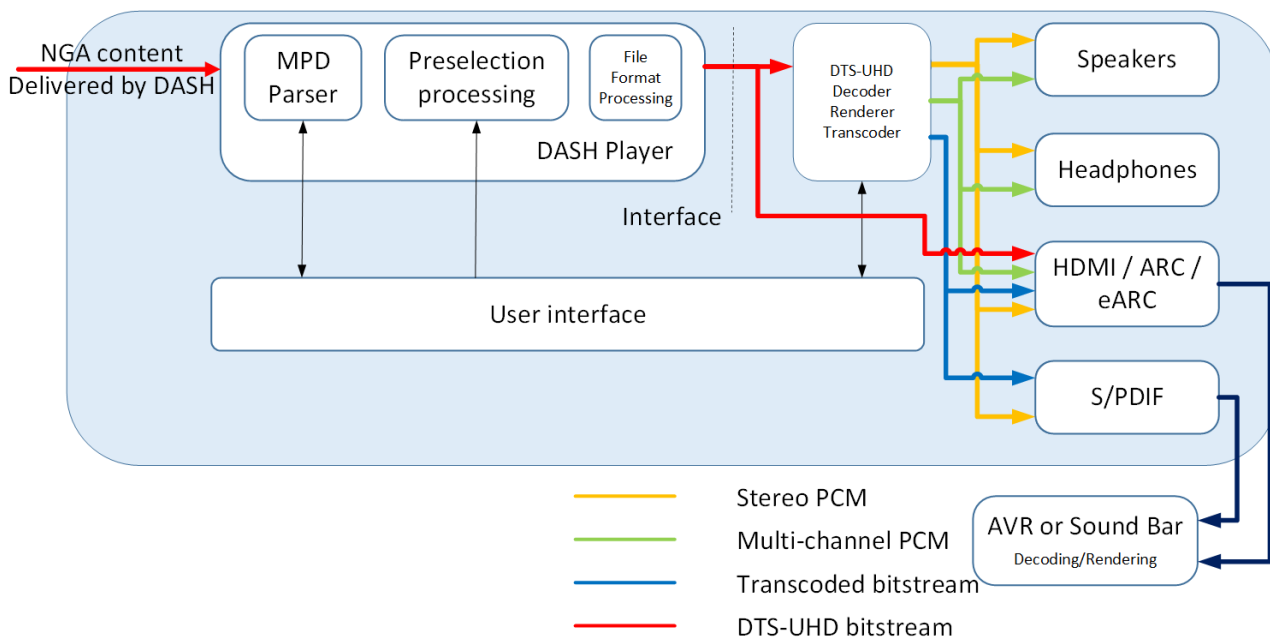 NGA content
Delivered by DASH
MPD
Parser
Preselection
processing
File
Format
Processing
DASH Player
Interface
DTS-UHD
Decoder
Renderer
Transcoder
Speakers
Headphones
HDMI / ARC /
eARC
S/PDIF
User interface
Stereo PCM
Multi-channel PCM
Transcoded bitstream
DTS-UHD bitstream
AVR or Sound Bar
Decoding/Rendering